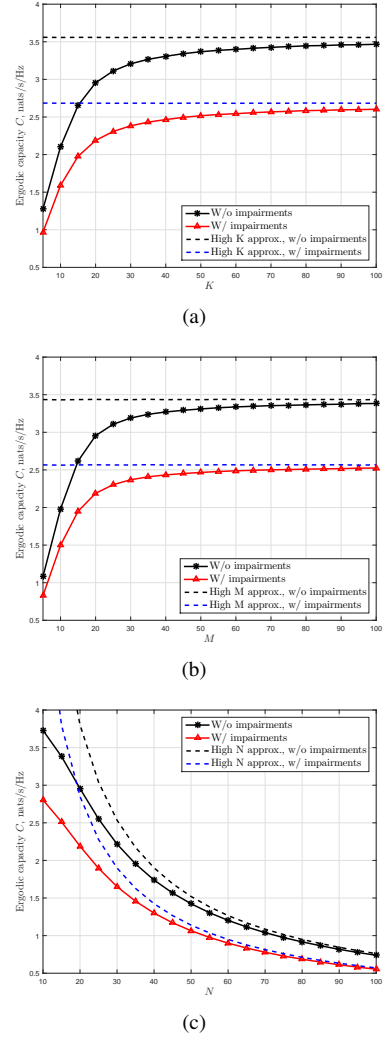 4
3.5
3
2.5
2
1.5
1
0.5
Ergodic capacity C, nats/s/Hz
W/o impairments
W/ impairments
High K approx., w/o impairments
High K approx., w/ impairments
10 20 30 40 50 60 70 80 90 100
K
(a)
4
3.5
3
2.5
2
1.5
1
0.5
Ergodic capacity C, nats/s/Hz
W/o impairments
W/ impairments
High M approx., w/o impairments
High M approx., w/ impairments
10 20 30 40 50 60 70 80 90 100
M
(b)
4
3.5
3
2.5
2
1.5
1
0.5
Ergodic capacity C, nats/s/Hz
W/o impairments
W/ impairments
High N approx., w/o impairments
High N approx., w/ impairments
10 20 30 40 50 60 70 80 90 100
N
(c)